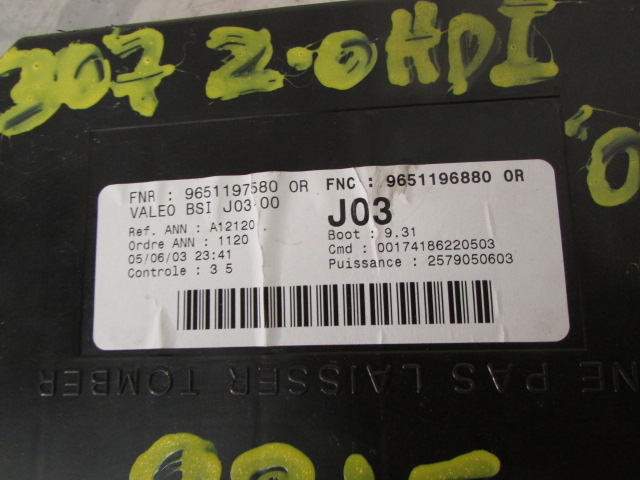 307 2.0HDI
FNR : 9651197580 OR FNC : 9651196880 OR
VALEO BSI J03-00
J03
Ref. ANN : A12120
Boot : 9.31
Ordre ANN : 1120
Cmd : 00174186220503
05/06/03 23:41
Puissance : 2579050603
Controle : 3 5
NE PAS LAISSER TOMBER